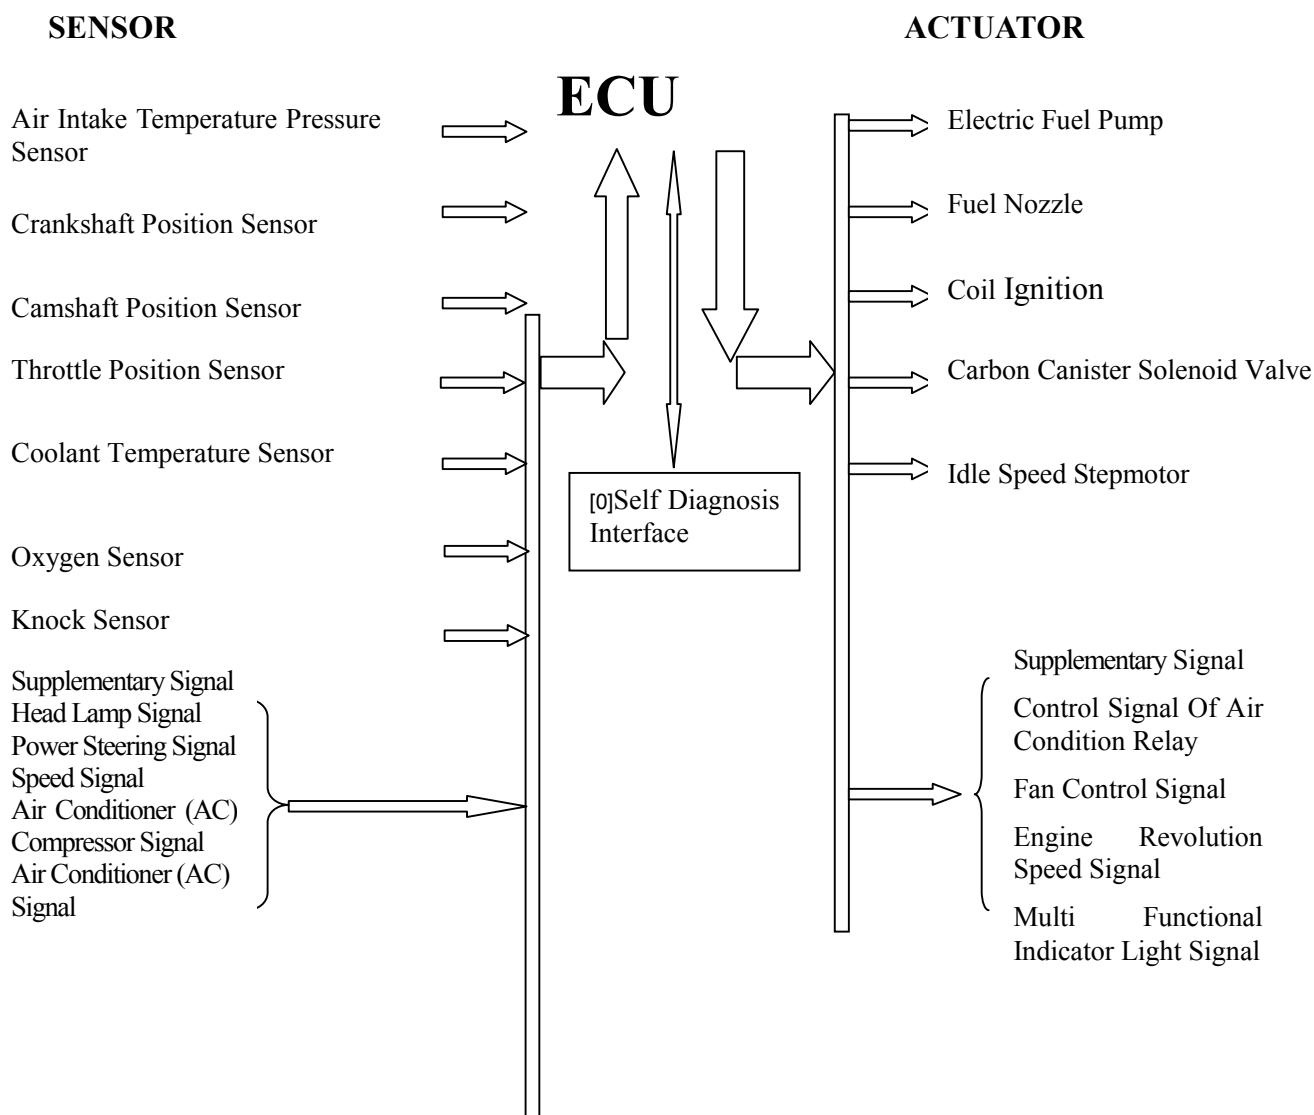 SENSOR
ACTUATOR
ECU
Air Intake Temperature Pressure
Sensor
Crankshaft Position Sensor
Camshaft Position Sensor
Throttle Position Sensor
Coolant Temperature Sensor
Oxygen Sensor
Knock Sensor
Supplementary Signal
Head Lamp Signal
Power Steering Signal
Speed Signal
Air Conditioner (AC)
Compressor Signal
Air Conditioner (AC)
Signal
[0]Self Diagnosis
Interface
Electric Fuel Pump
Fuel Nozzle
Coil Ignition
Carbon Canister Solenoid Valve
Idle Speed Stepmotor
Supplementary Signal
Control Signal Of Air
Condition Relay
Fan Control Signal
Engine Revolution
Speed Signal
Multi Functional
Indicator Light Signal